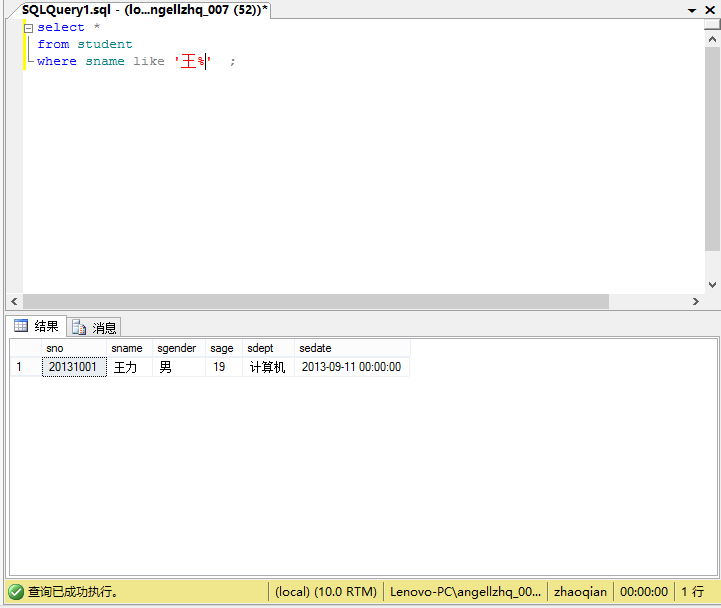 SQLQuery1.sql - (lo...ngellzhq_007 (52))*
select *
from student
where sname like '王%' ;
结果 消息
sno sname sgender sage sdept sedate
1 20131001 王力 男 19 计算机 2013-09-11 00:00:00
查询已成功执行。 (local) (10.0 RTM) Lenovo-PC\angellzhq_00... zhaoqian 00:00:00 1 行